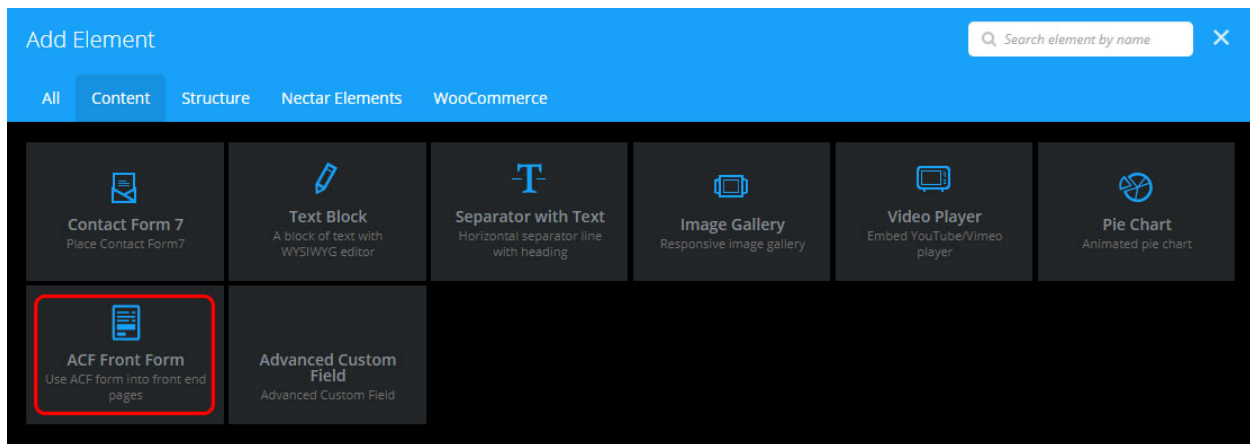 Add Element
Search element by name
All Content Structure Nectar Elements WooCommerce
Contact Form 7
Place Contact Form7
Text Block
A block of text with
WYSIWYG editor
T
Separator with Text
Horizontal separator line
with heading
Image Gallery
Responsive image gallery
Video Player
Embed YouTube/Vimeo
player
Pie Chart
Animated pie chart
ACF Front Form
Use ACF form into front end
pages
Advanced Custom
Field
Advanced Custom Field